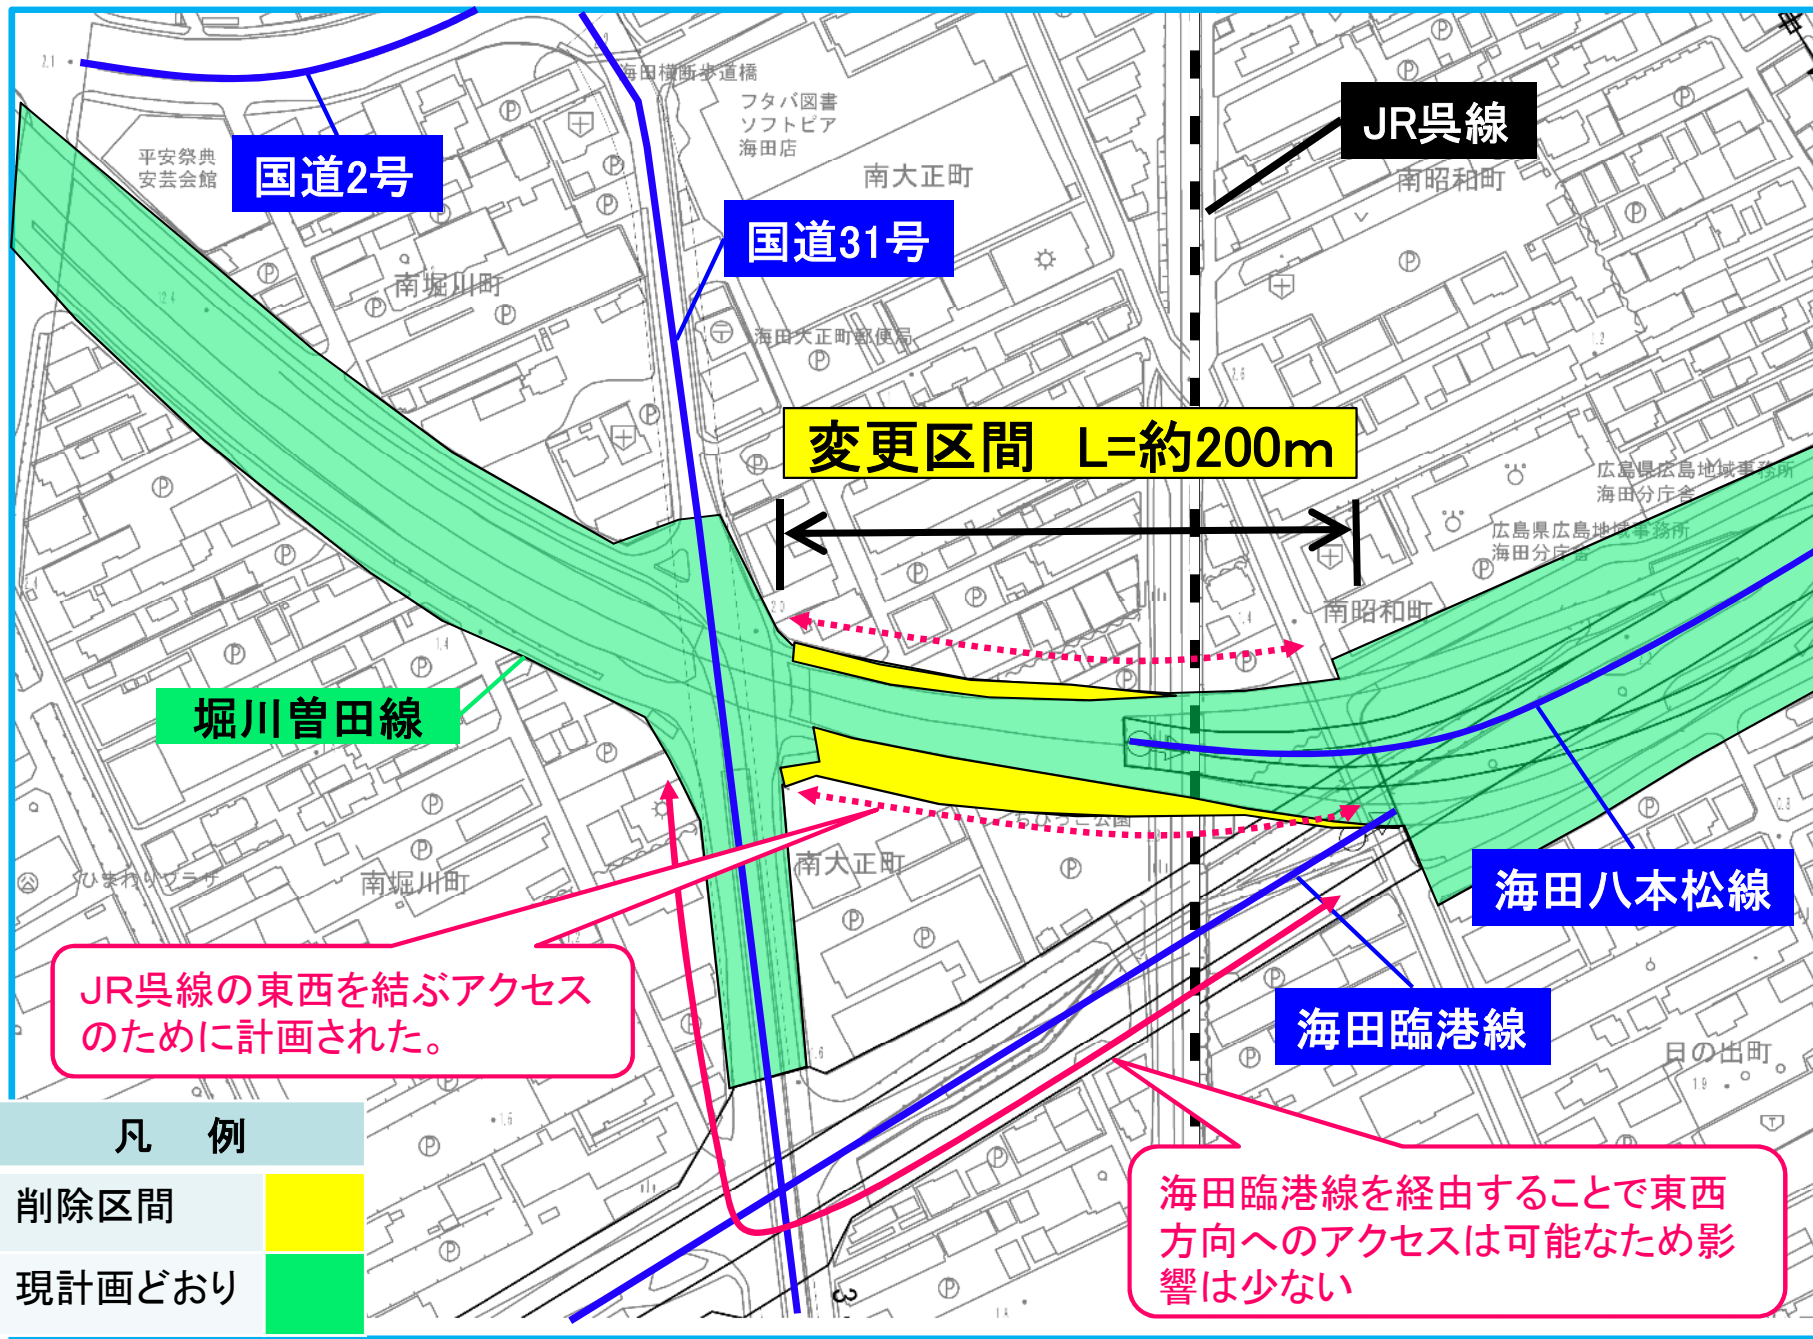 海田横断歩道橋
フタバ図書
ソフトピア
海田店
平安祭典
安芸会館
国道2号
南大正町
JR呉線
南昭和町
国道31号
南堀川町
海田大正町郵便局
変更区間 L=約200m
広島県広島地域事務所
海田分庁舎
広島県広島地域事務所
海田分庁舎
南昭和町
堀川曽田線
ちびっこ公園
南大正町
ひまわりプラザ
南堀川町
海田八本松線
JR呉線の東西を結ぶアクセス
のために計画された。
海田臨港線
日の出町
凡 例
削除区間
現計画どおり
海田臨港線を経由することで東西
方向へのアクセスは可能なため影
響は少ない